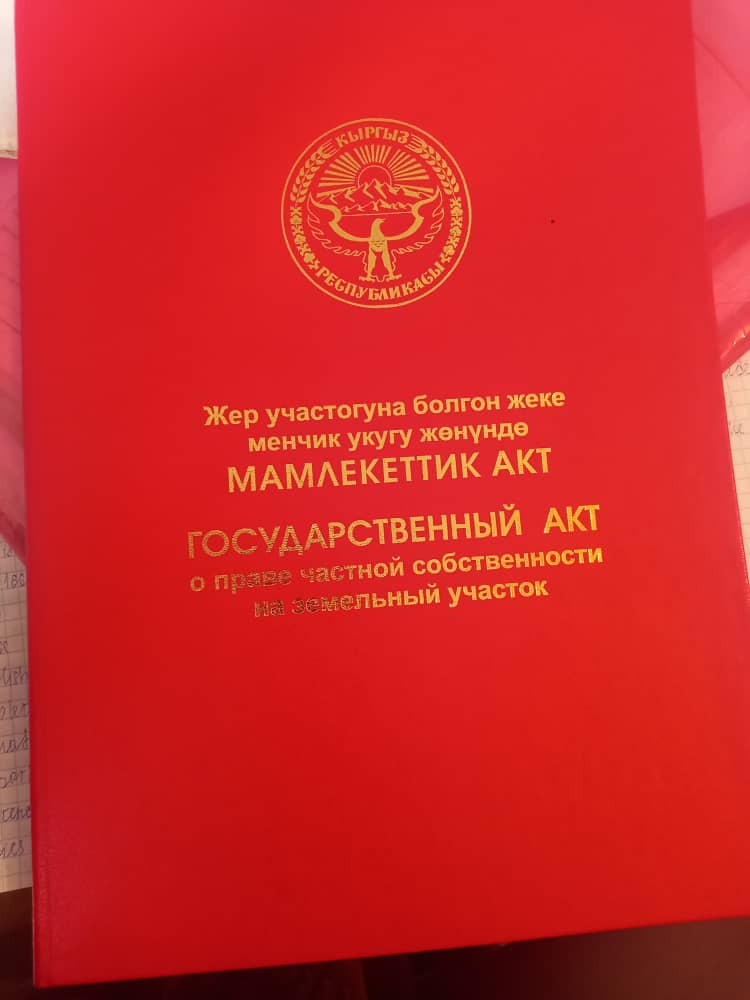 КЫРГЫЗ
РЕСПУБЛИКАСЫ
Жер участогуна болгон жеке
менчик укугу жөнүндө
МАМЛЕКЕТТИК АКТ
ГОСУДАРСТВЕННЫЙ АКТ
о праве частной собственности
на земельный участок